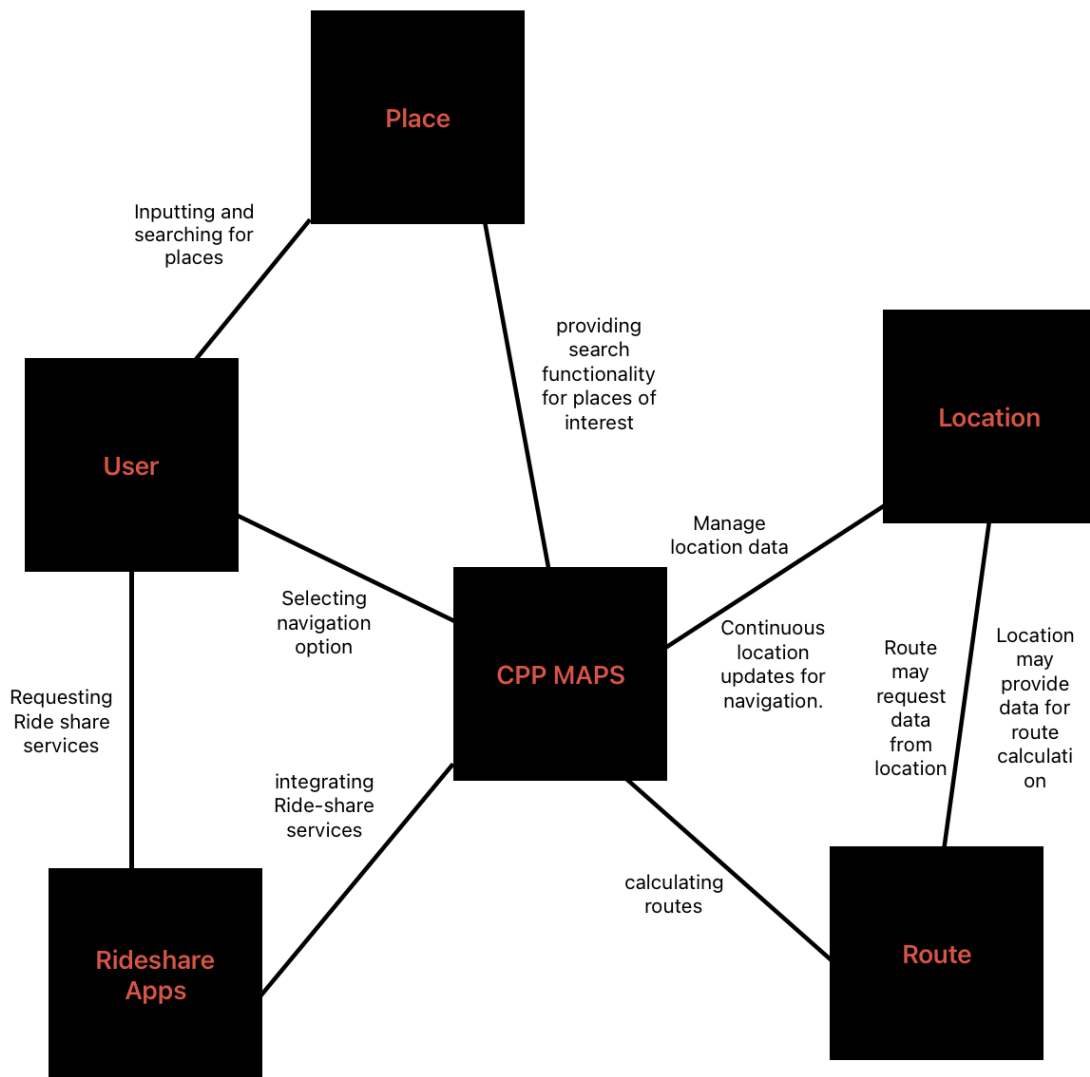 Place
Inputting and
searching for
places
providing
search
functionality
for places of
interest
Location
User
Manage
location data
Selecting
navigation
option
CPP MAPS
Continuous
location
updates for
navigation.
Route
may
request
data
from
location
Location
may
provide
data for
route
calculati
on
Requesting
Ride share
services
integrating
Ride-share
services
calculating
routes
Rideshare
Apps
Route